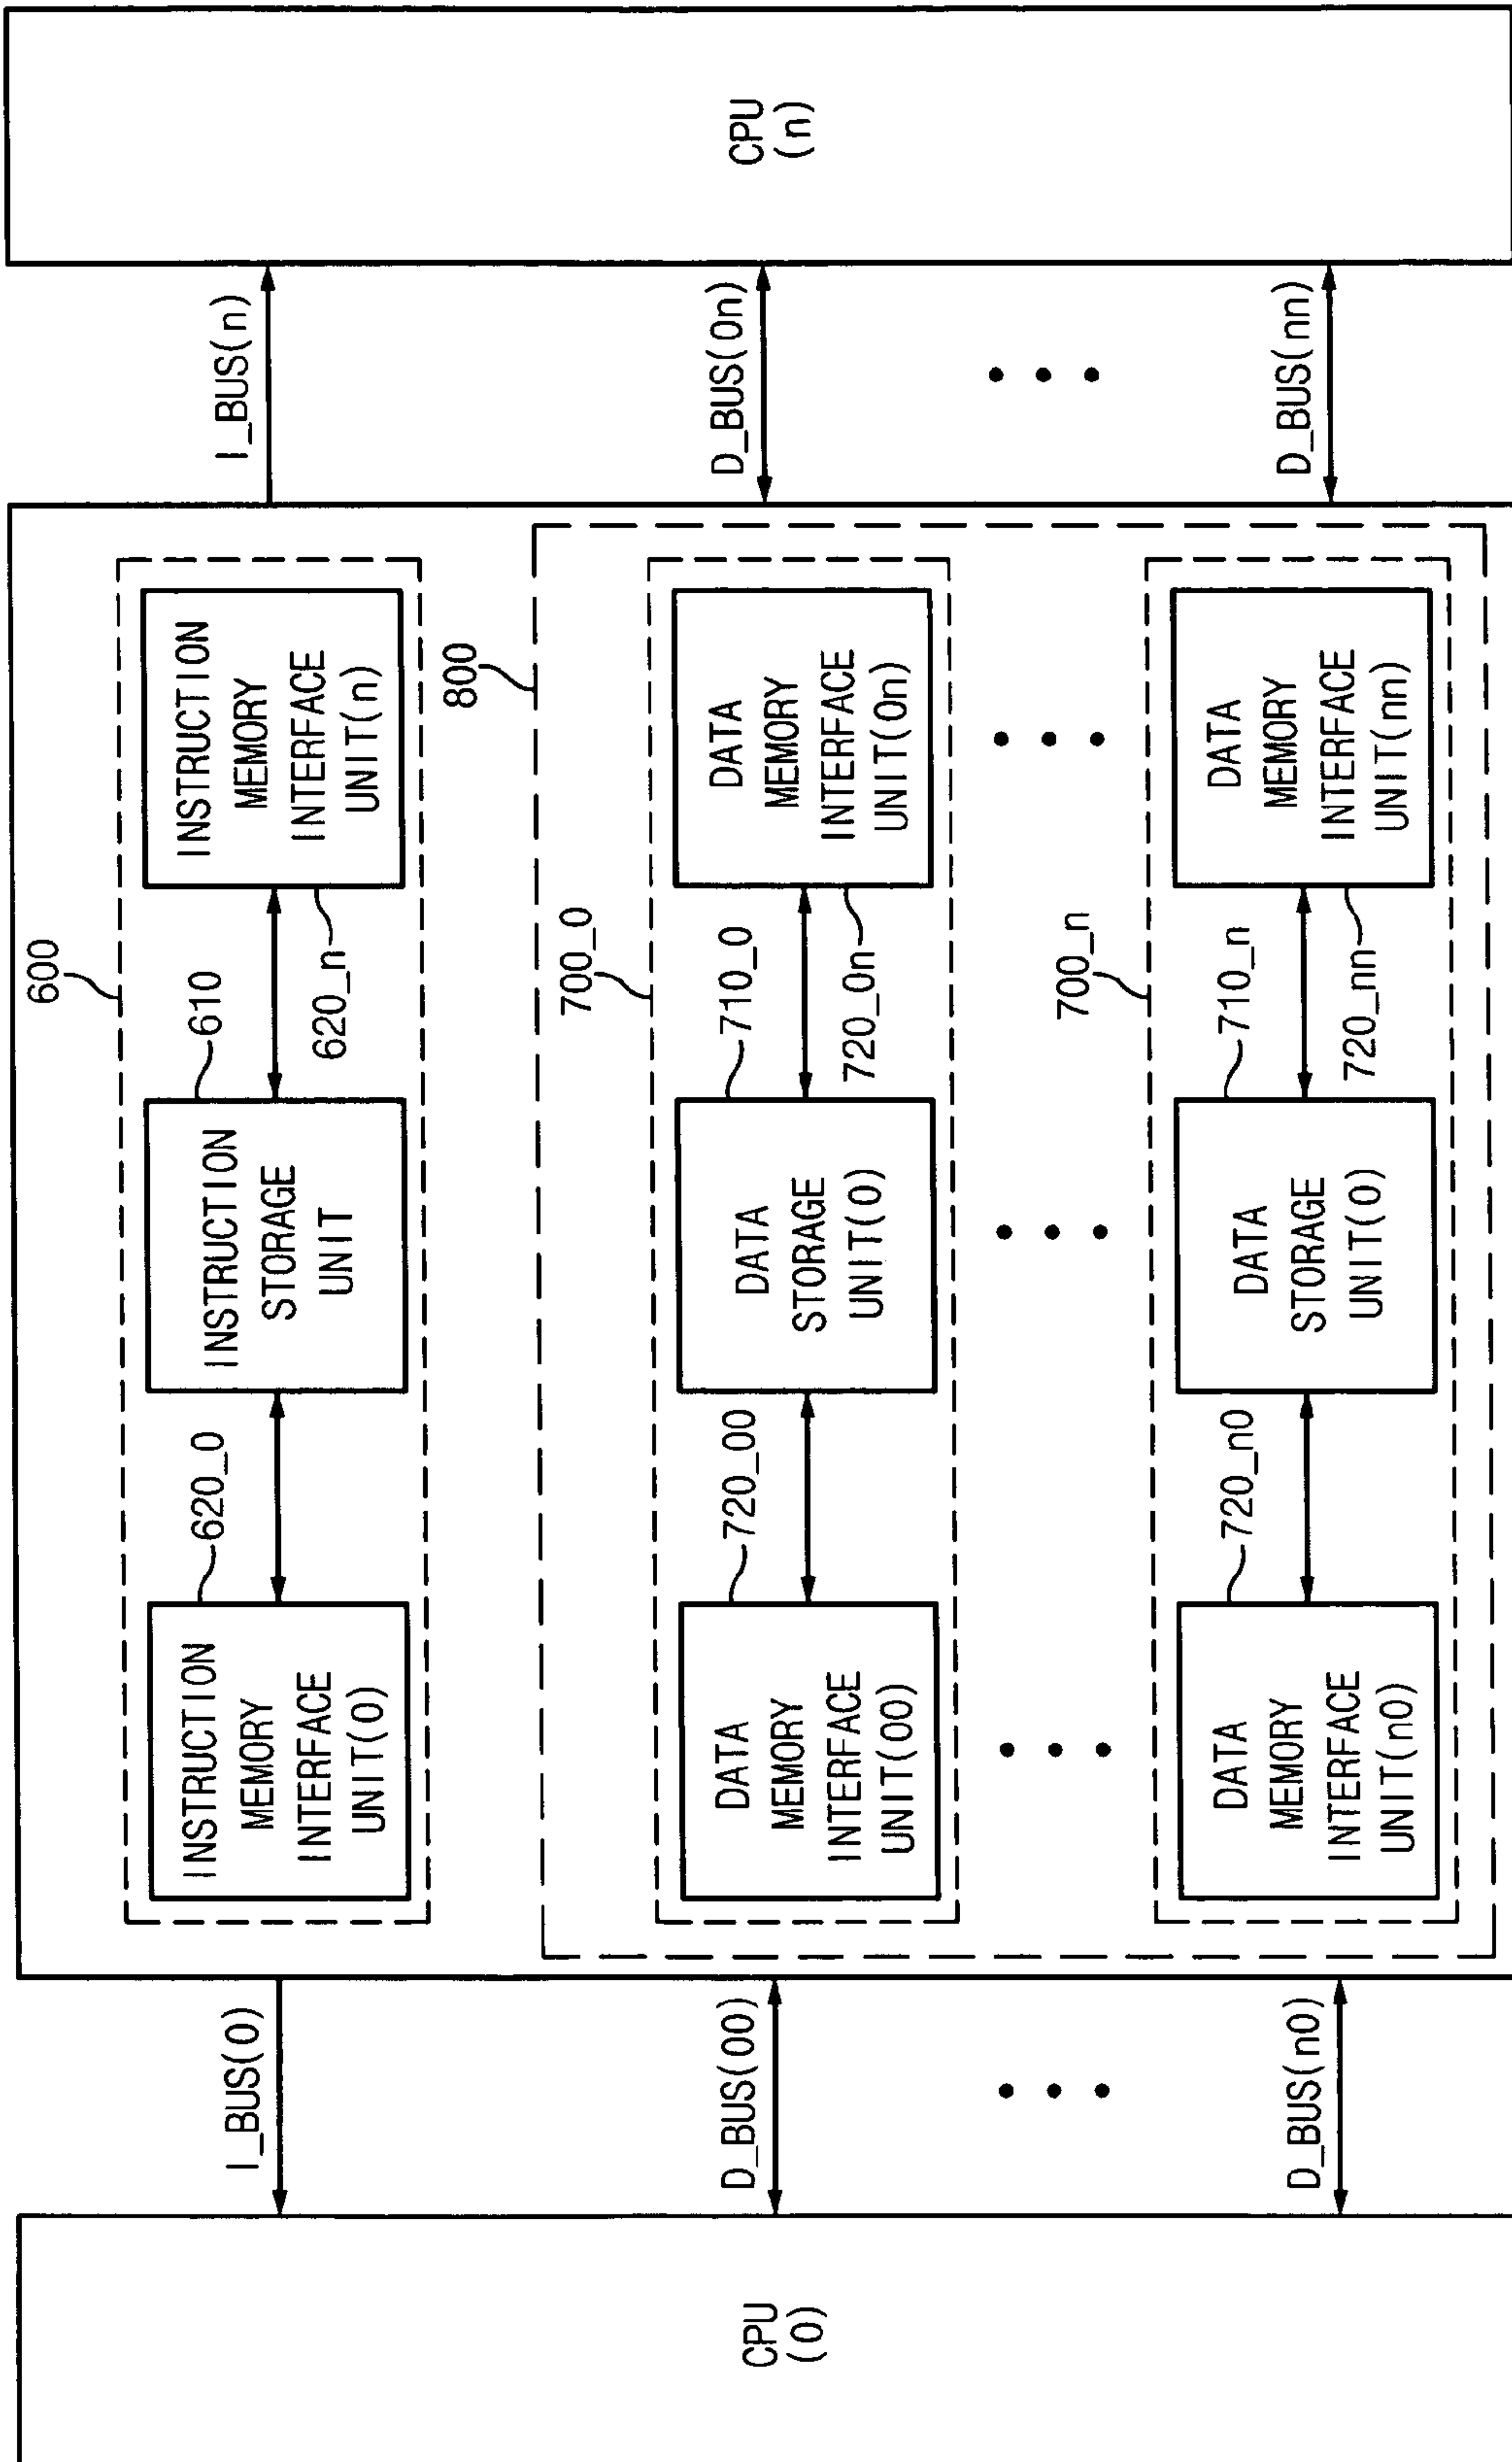 CPU
(0)
I_BUS(0)
D_BUS(00)
D_BUS(n0)
600
INSTRUCTION
MEMORY
INTERFACE
UNIT(0)
620_0
INSTRUCTION
STORAGE
UNIT
610
INSTRUCTION
MEMORY
INTERFACE
UNIT(n)
620_n
800
700_0
DATA
MEMORY
INTERFACE
UNIT(00)
720_00
DATA
STORAGE
UNIT(0)
710_0
DATA
MEMORY
INTERFACE
UNIT(0n)
720_0n
700_n
DATA
MEMORY
INTERFACE
UNIT(n0)
720_n0
DATA
STORAGE
UNIT(0)
710_n
DATA
MEMORY
INTERFACE
UNIT(nn)
720_nn
I_BUS(n)
D_BUS(0n)
D_BUS(nn)
CPU
(n)